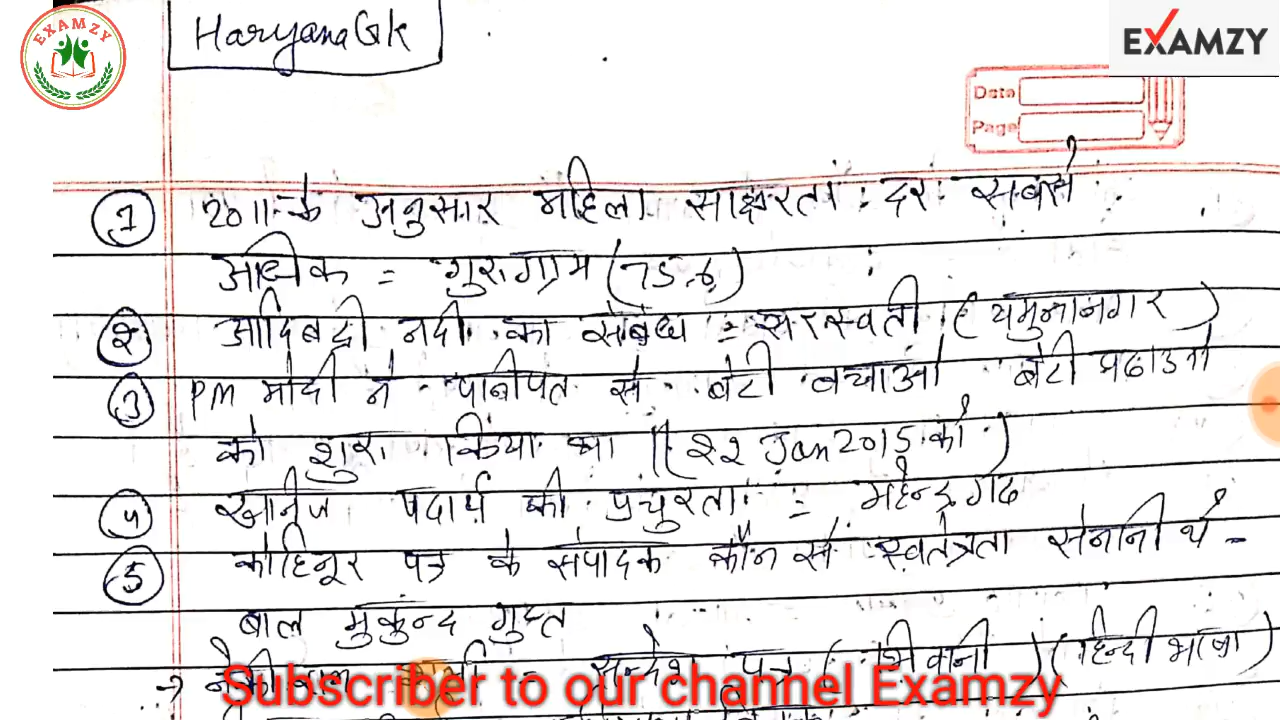 EXAMZY
Haryana Gk
EXAMZY
Date
Page
① 2011 के अनुसार महिला साक्षरता दर सबसे
अधिक = गुरुग्राम (75.6)
② आदिबद्री नदी का संबंध = सरस्वती (यमुनानगर)
③ PM मोदी ने पानीपत से बेटी बचाओ बेटी पढाओ
को शुरु किया था (22 Jan 2015 को)
④ खनिज पदार्थ की प्रचुरता = महेन्द्रगढ
⑤ कोहिनूर पत्र के संपादक कौन से स्वतंत्रता सेनानी थे -
बाल मुकुन्द गुप्त
→ नेकीराम शर्मा = सन्देश पत्र (भिवानी) (हिन्दी भाषा)
Subscriber to our channel Examzy